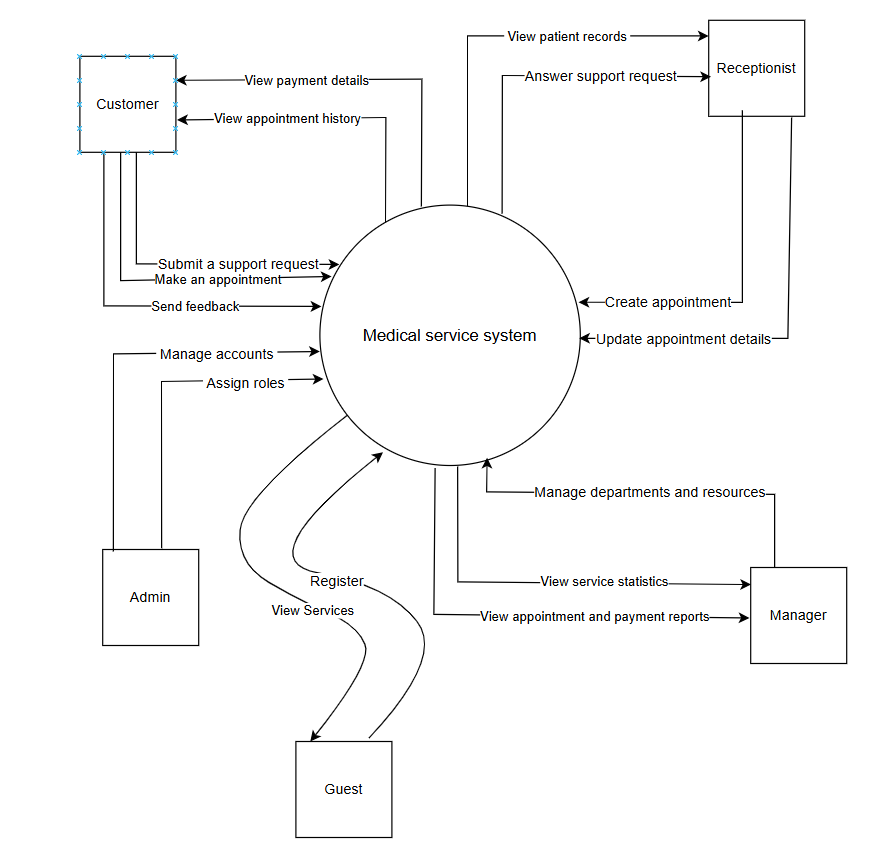 View patient records
Receptionist
Answer support request
View payment details
Customer
View appointment history
Submit a support request
Make an appointment
Send feedback
Create appointment
Medical service system
Update appointment details
Manage accounts
Assign roles
Manage departments and resources
Register
View Services
View service statistics
View appointment and payment reports
Manager
Admin
Guest